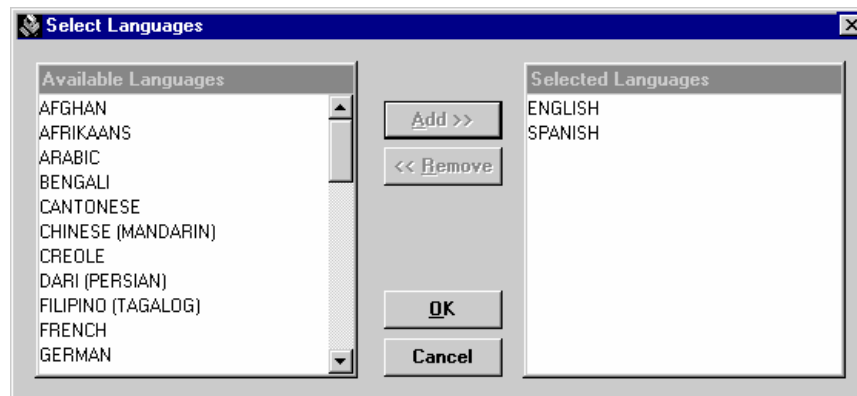 Select Languages
Available Languages
AFGHAN
AFRIKAANS
ARABIC
BENGALI
CANTONESE
CHINESE (MANDARIN)
CREOLE
DARI (PERSIAN)
FILIPINO (TAGALOG)
FRENCH
GERMAN
Add >>
<< Remove
OK
Cancel
Selected Languages
ENGLISH
SPANISH